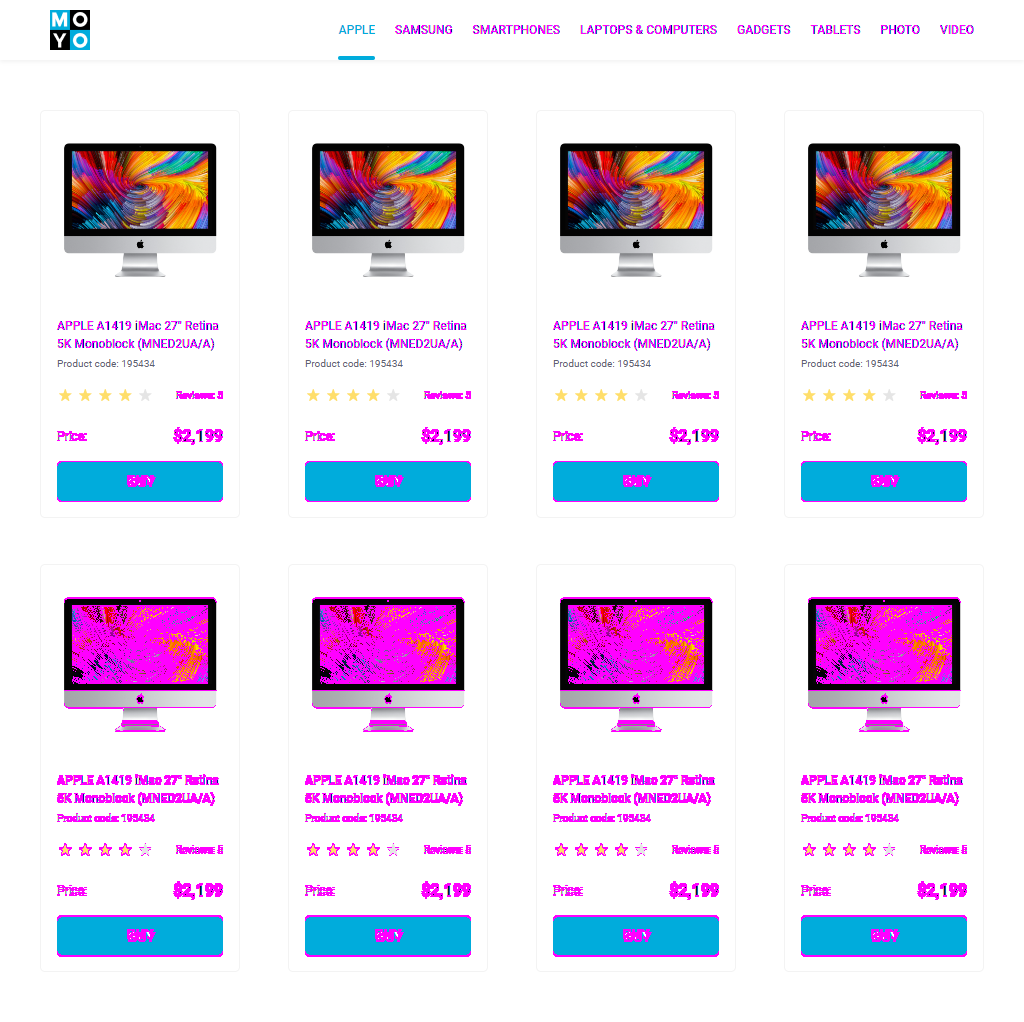 MO
YO
APPLE SAMSUNG SMARTPHONES LAPTOPS & COMPUTERS GADGETS TABLETS PHOTO VIDEO
APPLE A1419 iMac 27" Retina APPLE A1419 iMac 27" Retina APPLE A1419 iMac 27" Retina APPLE A1419 iMac 27" Retina
5K Monoblock (MNED2UA/A) 5K Monoblock (MNED2UA/A) 5K Monoblock (MNED2UA/A) 5K Monoblock (MNED2UA/A)
Product code: 195434 Product code: 195434 Product code: 195434 Product code: 195434
Reviews: 5 Reviews: 5 Reviews: 5 Reviews: 5
Price: $2,199 Price: $2,199 Price: $2,199 Price: $2,199
BUY BUY BUY BUY
APPLE A1419 iMac 27" Retina APPLE A1419 iMac 27" Retina APPLE A1419 iMac 27" Retina APPLE A1419 iMac 27" Retina
5K Monoblock (MNED2UA/A) 5K Monoblock (MNED2UA/A) 5K Monoblock (MNED2UA/A) 5K Monoblock (MNED2UA/A)
Product code: 195434 Product code: 195434 Product code: 195434 Product code: 195434
Reviews: 5 Reviews: 5 Reviews: 5 Reviews: 5
Price: $2,199 Price: $2,199 Price: $2,199 Price: $2,199
BUY BUY BUY BUY